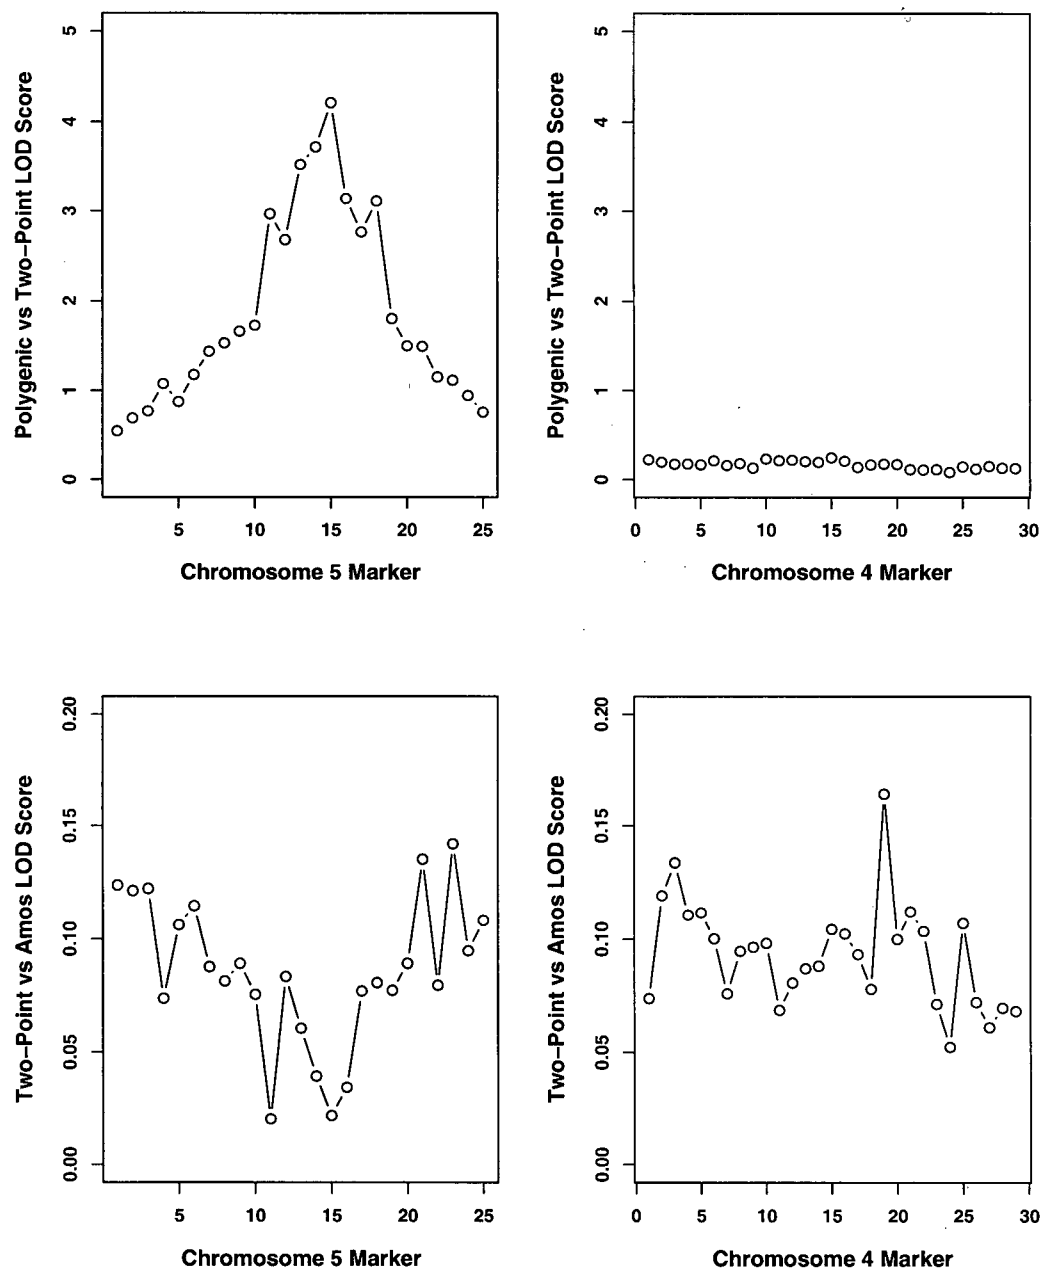 Polygenic vs Two-Point LOD Score
5
4
3
2
1
0
5 10 15 20 25
Chromosome 5 Marker
Polygenic vs Two-Point LOD Score
5
4
3
2
1
0
0 5 10 15 20 25 30
Chromosome 4 Marker
Two-Point vs Amos LOD Score
0.20
0.15
0.10
0.05
0.00
5 10 15 20 25
Chromosome 5 Marker
Two-Point vs Amos LOD Score
0.20
0.15
0.10
0.05
0.00
0 5 10 15 20 25 30
Chromosome 4 Marker